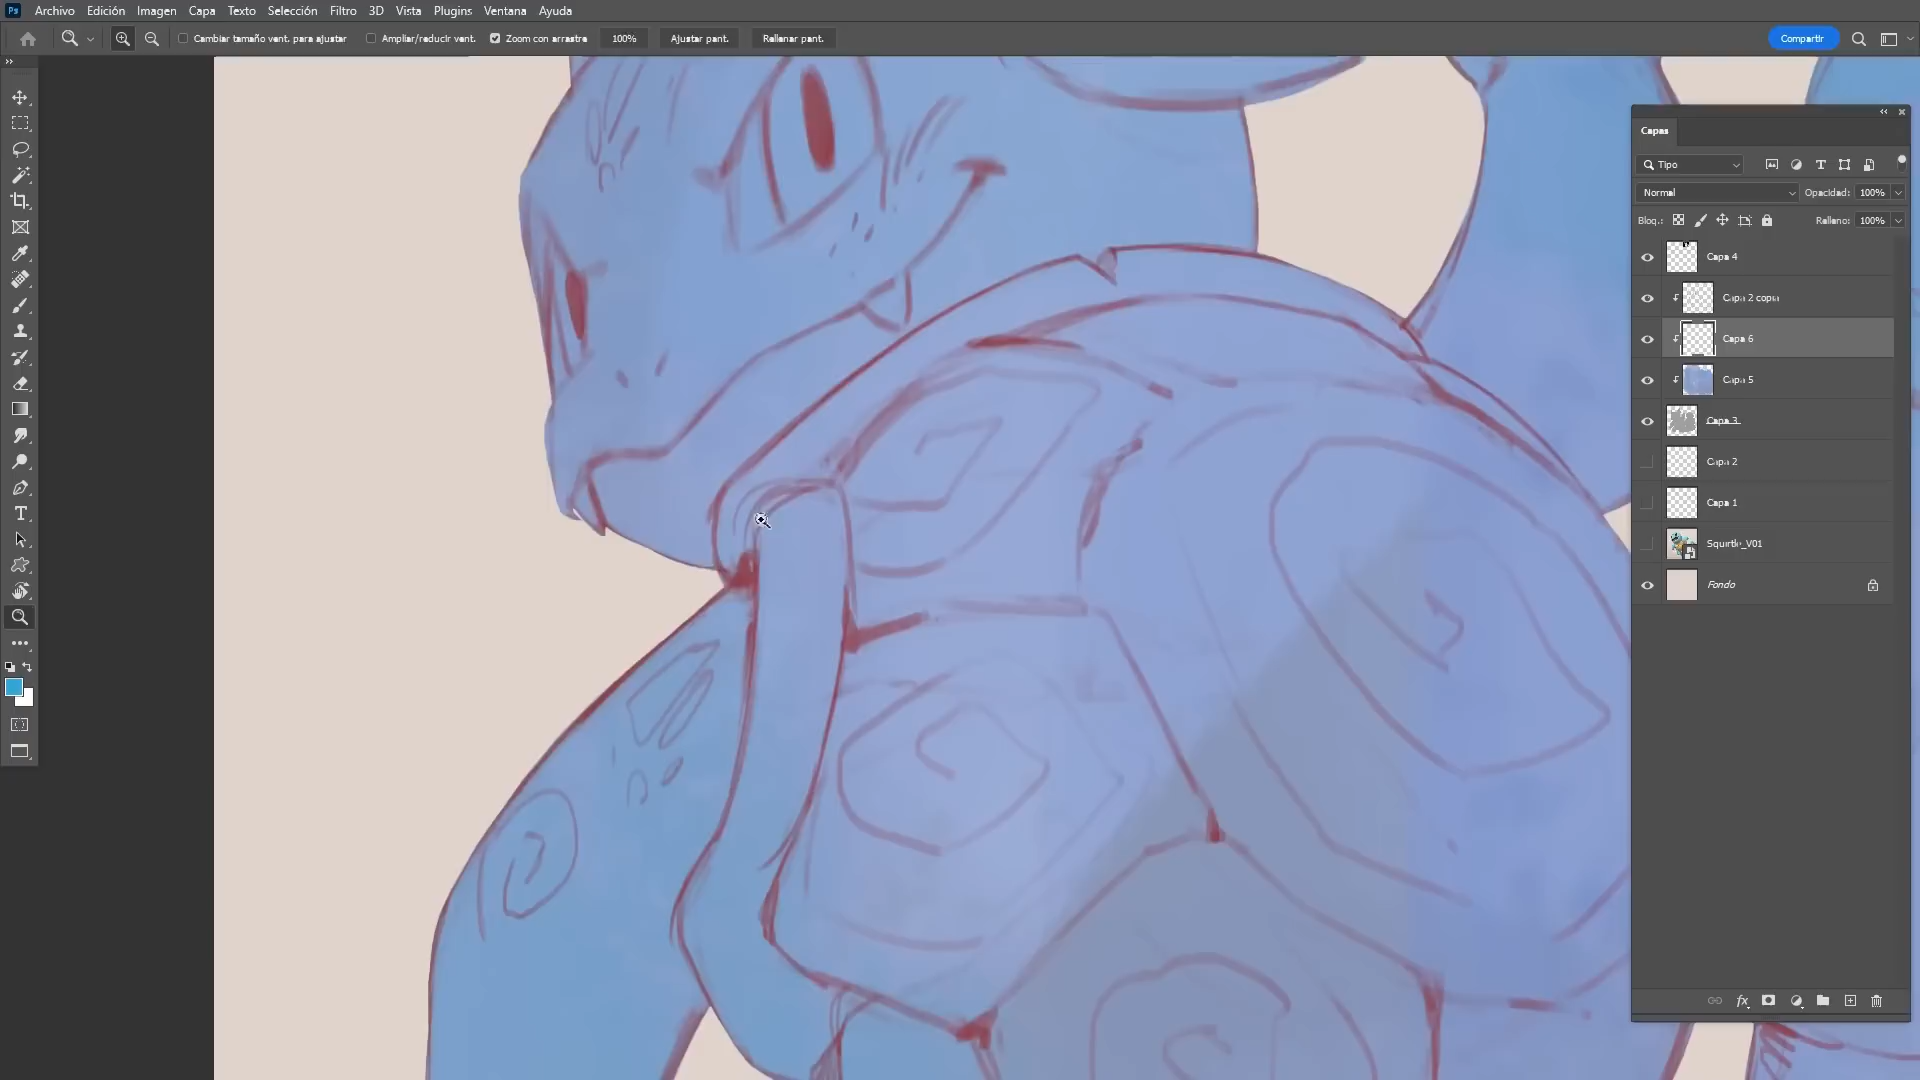 Ps Archivo Edición Imagen Capa Texto Selección Filtro 3D Vista Plugins Ventana Ayuda
Cambiar tamaño vent. para ajustar Ampliar/reducir vent. Zoom con arrastre 100% Ajustar pant. Rellenar pant. Compartir
Capas
Tipo
Normal Opacidad: 100%
Bloq.: Relleno: 100%
Capa 4
Capa 2 copia
Capa 6
Capa 5
Capa 3
Capa 2
Capa 1
Squirtle_V01
Fondo